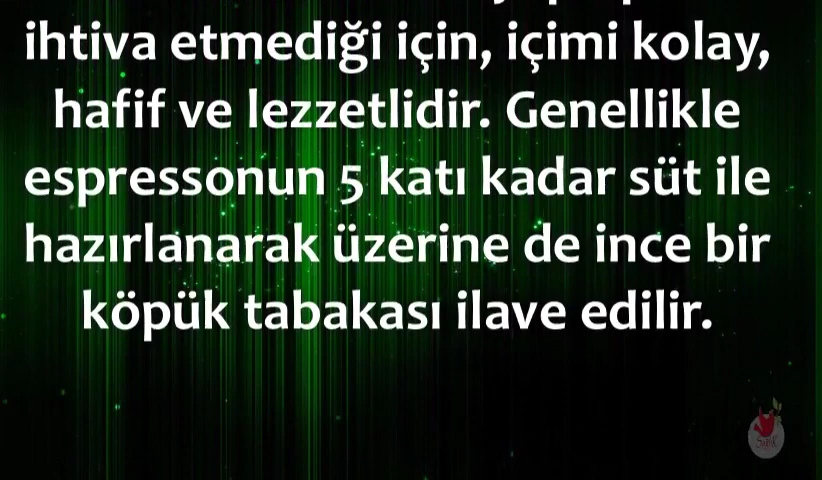 ihtiva etmediği için, içimi kolay,
hafif ve lezzetlidir. Genellikle
espressonun 5 katı kadar süt ile
hazırlanarak üzerine de ince bir
köpük tabakası ilave edilir.